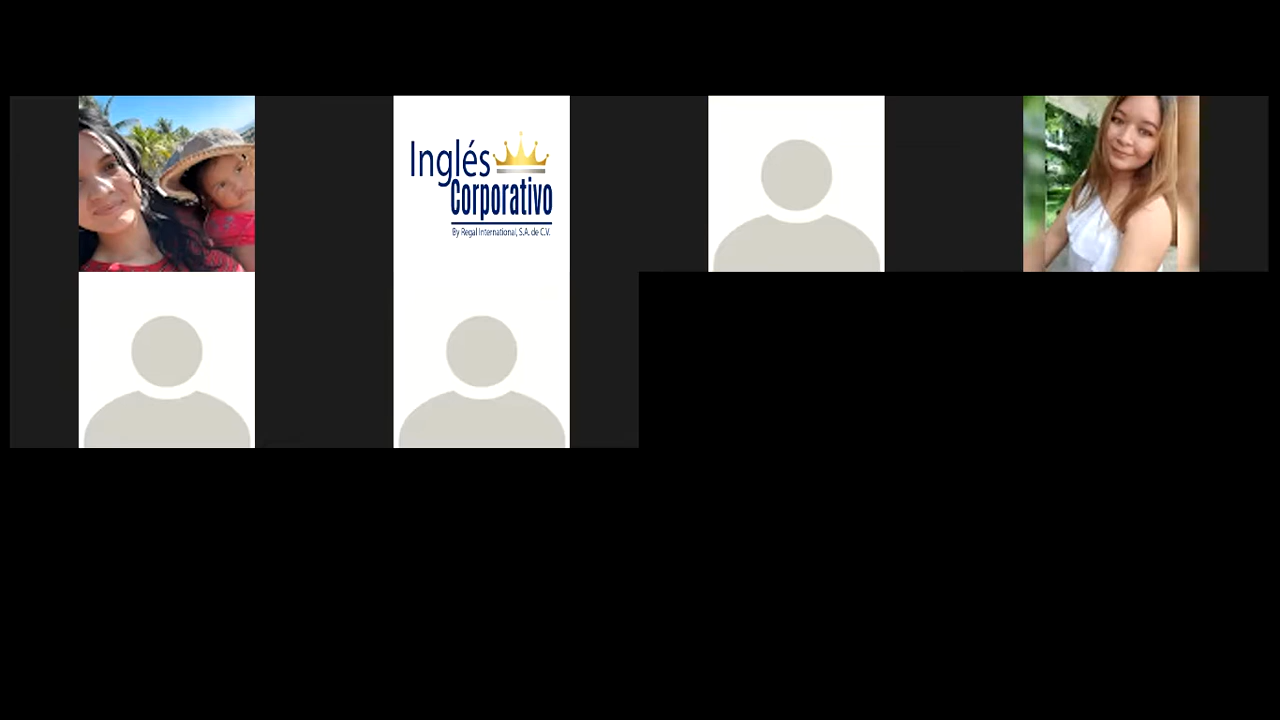 Inglés
Corporativo
By Regal International, S.A. de C.V.